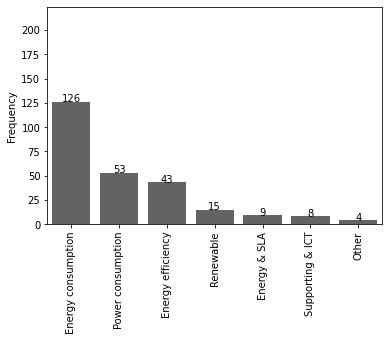 200
175
150
125
100
75
50
25
0
Frequency
126
53
43
15
9
8
4
Energy consumption
Power consumption
Energy efficiency
Renewable
Energy & SLA
Supporting & ICT
Other